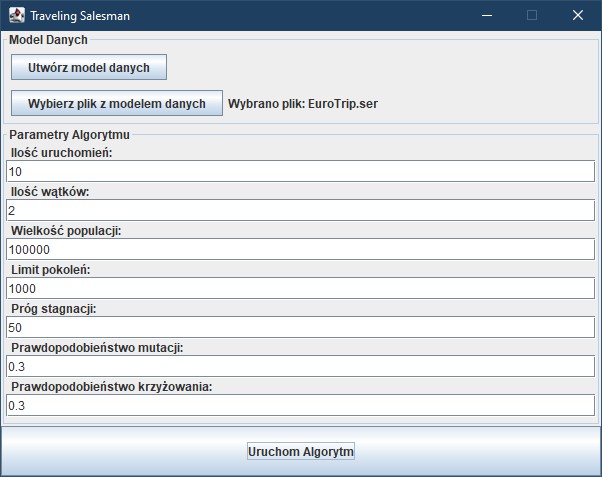 Traveling Salesman
Model Danych
Utwórz model danych
Wybierz plik z modelem danych Wybrano plik: EuroTrip.ser
Parametry Algorytmu
Ilość uruchomień:
10
Ilość wątków:
2
Wielkość populacji:
100000
Limit pokoleń:
1000
Próg stagnacji:
50
Prawdopodobieństwo mutacji:
0.3
Prawdopodobieństwo krzyżowania:
0.3
Uruchom Algorytm